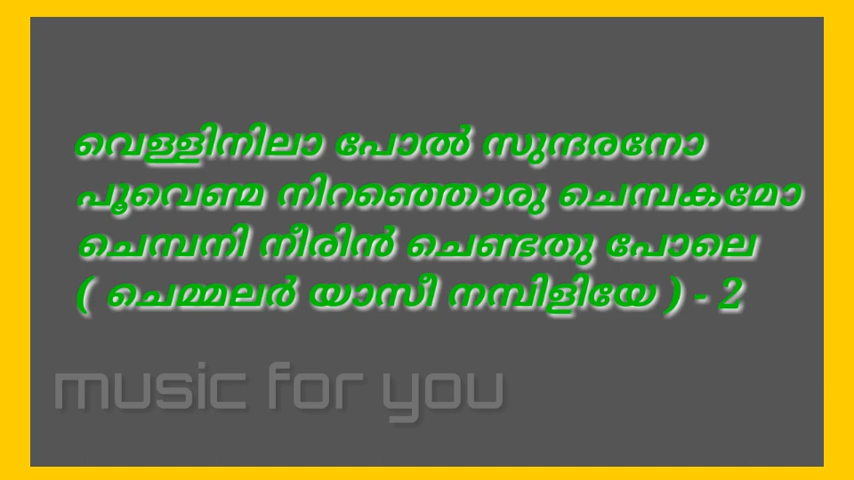 വെള്ളിനിലാ പോൽ സുന്ദരനോ
പൂവെണ്മ നിറഞ്ഞൊരു ചെമ്പകമോ
ചെമ്പനി നീരിൻ ചെണ്ടതു പോലെ
( ചെമ്മലർ യാസീ നമ്പിളിയേ ) - 2
music for you